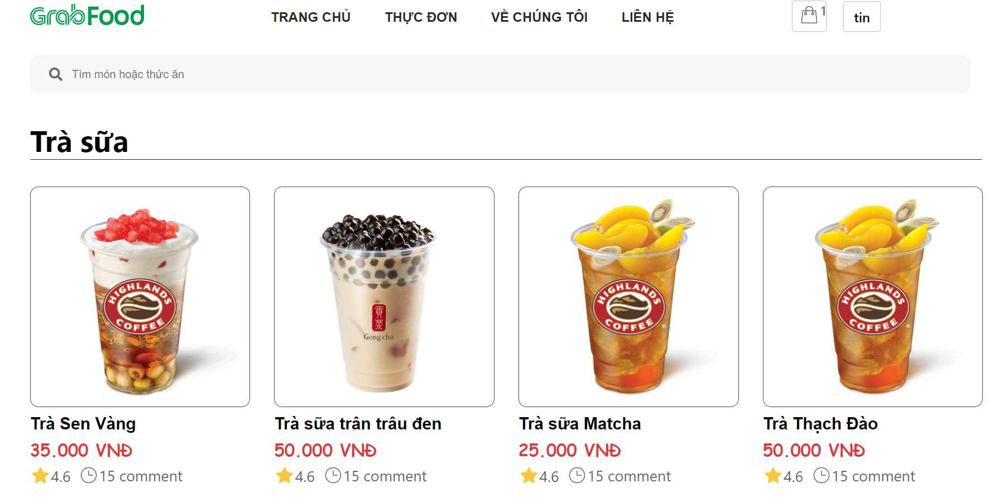 GrabFood
TRANG CHỦ THỰC ĐƠN VỀ CHÚNG TÔI LIÊN HỆ 1 tin
Tìm món hoặc thức ăn
Trà sữa
HIGHLANDS COFFEE ®
貢茶
Gong cha
HIGHLANDS COFFEE ®
HIGHLANDS COFFEE ®
Trà Sen Vàng
35.000 VNĐ
4.6 15 comment
Trà sữa trân trâu đen
50.000 VNĐ
4.6 15 comment
Trà sữa Matcha
25.000 VNĐ
4.6 15 comment
Trà Thạch Đào
50.000 VNĐ
4.6 15 comment